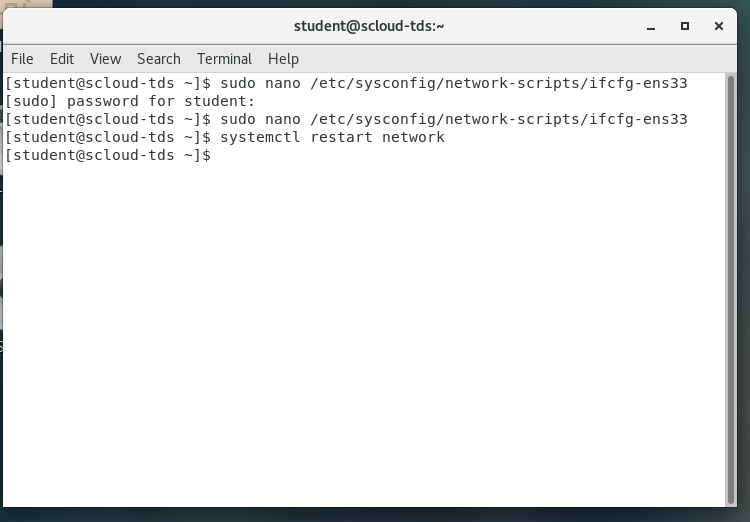 student@scloud-tds:~
File Edit View Search Terminal Help
[student@scloud-tds ~]$ sudo nano /etc/sysconfig/network-scripts/ifcfg-ens33
[sudo] password for student:
[student@scloud-tds ~]$ sudo nano /etc/sysconfig/network-scripts/ifcfg-ens33
[student@scloud-tds ~]$ systemctl restart network
[student@scloud-tds ~]$